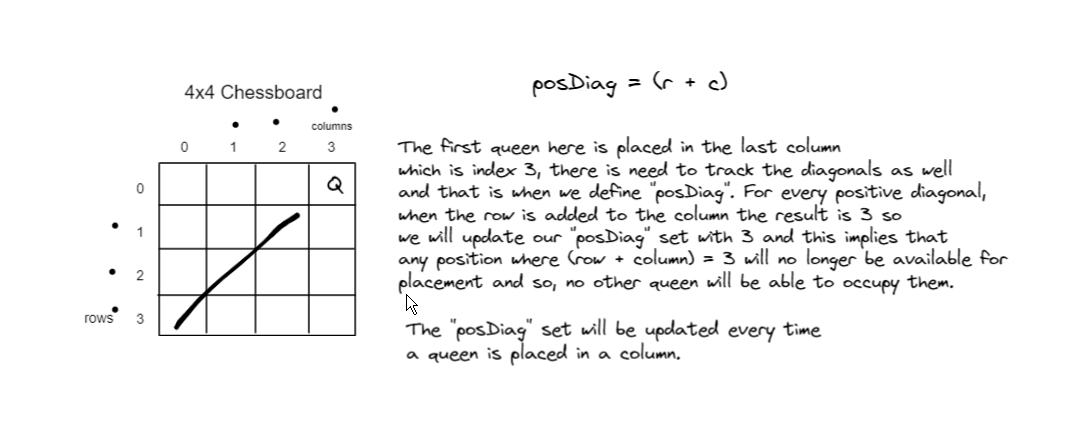 posDiag = (r + c)
4x4 Chessboard
columns
0 1 2 3
0 Q
1
2
rows 3
The first queen here is placed in the last column
which is index 3, there is need to track the diagonals as well
and that is when we define "posDiag". For every positive diagonal,
when the row is added to the column the result is 3 so
we will update our "posDiag" set with 3 and this implies that
any position where (row + column) = 3 will no longer be available for
placement and so, no other queen will be able to occupy them.
The "posDiag" set will be updated every time
a queen is placed in a column.